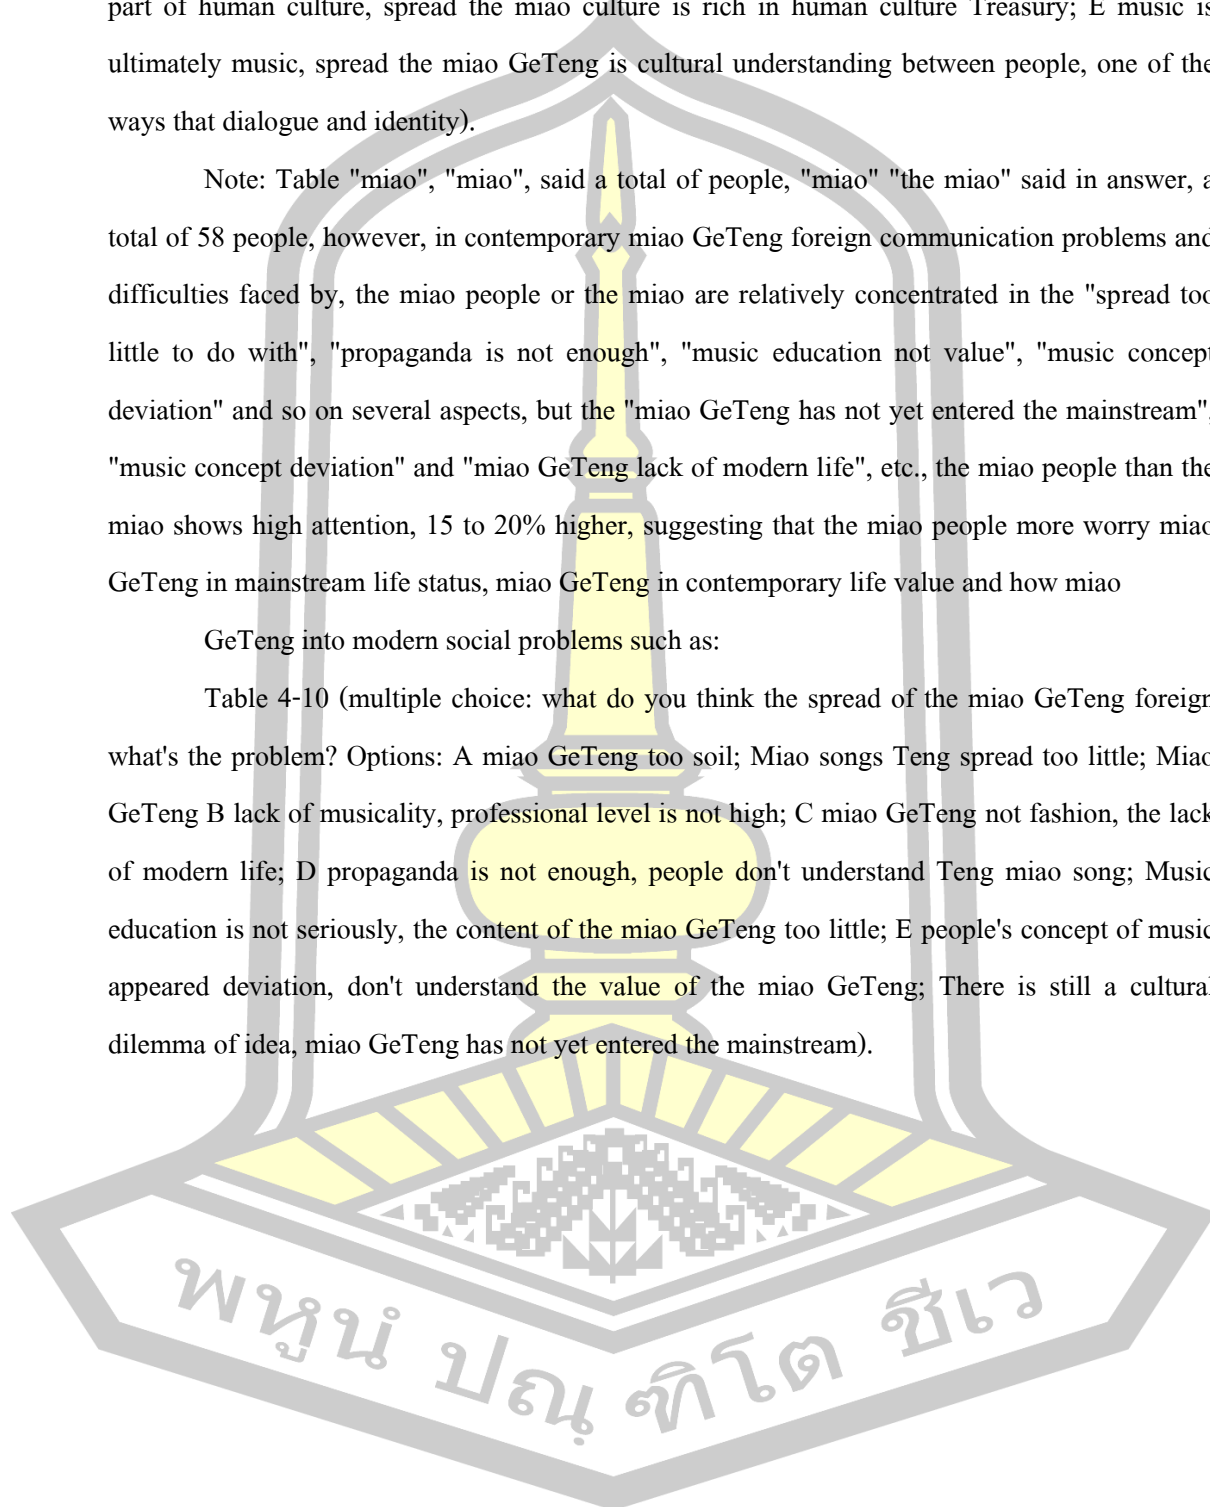 part of human culture, spread the miao culture is rich in human culture Treasury; E music is
ultimately music, spread the miao GeTeng is cultural understanding between people, one of the
ways that dialogue and identity).
Note: Table "miao", "miao", said a total of people, "miao" "the miao" said in answer, a
total of 58 people, however, in contemporary miao GeTeng foreign communication problems and
difficulties faced by, the miao people or the miao are relatively concentrated in the "spread too
little to do with", "propaganda is not enough", "music education not value", "music concept
deviation" and so on several aspects, but the "miao GeTeng has not yet entered the mainstream",
"music concept deviation" and "miao GeTeng lack of modern life", etc., the miao people than the
miao shows high attention, 15 to 20% higher, suggesting that the miao people more worry miao
GeTeng in mainstream life status, miao GeTeng in contemporary life value and how miao
GeTeng into modern social problems such as:
Table 4-10 (multiple choice: what do you think the spread of the miao GeTeng foreign
what's the problem? Options: A miao GeTeng too soil; Miao songs Teng spread too little; Miao
GeTeng B lack of musicality, professional level is not high; C miao GeTeng not fashion, the lack
of modern life; D propaganda is not enough, people don't understand Teng miao song; Music
education is not seriously, the content of the miao GeTeng too little; E people's concept of music
appeared deviation, don't understand the value of the miao GeTeng; There is still a cultural
dilemma of idea, miao GeTeng has not yet entered the mainstream).
พหูนํ ปณฺฑิโต ชีเว